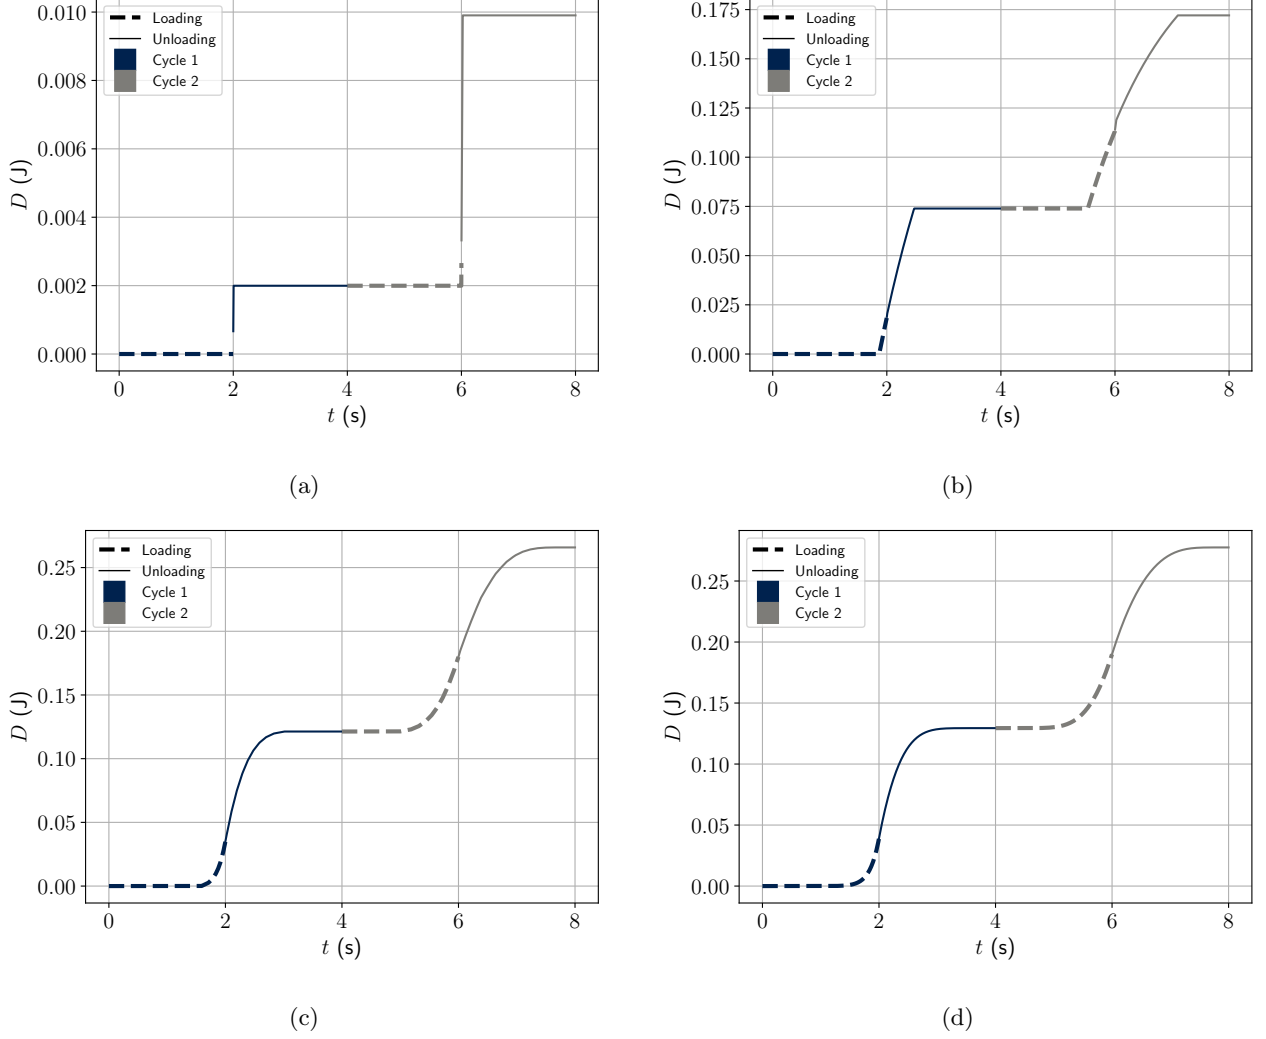 0.010
0.008
0.006
0.004
0.002
0.000
D (J)
Loading
Unloading
Cycle 1
Cycle 2
0 2 4 6 8
t (s)
(a)
0.175
0.150
0.125
0.100
0.075
0.050
0.025
0.000
D (J)
Loading
Unloading
Cycle 1
Cycle 2
0 2 4 6 8
t (s)
(b)
0.25
0.20
0.15
0.10
0.05
0.00
D (J)
Loading
Unloading
Cycle 1
Cycle 2
0 2 4 6 8
t (s)
(c)
0.25
0.20
0.15
0.10
0.05
0.00
D (J)
Loading
Unloading
Cycle 1
Cycle 2
0 2 4 6 8
t (s)
(d)